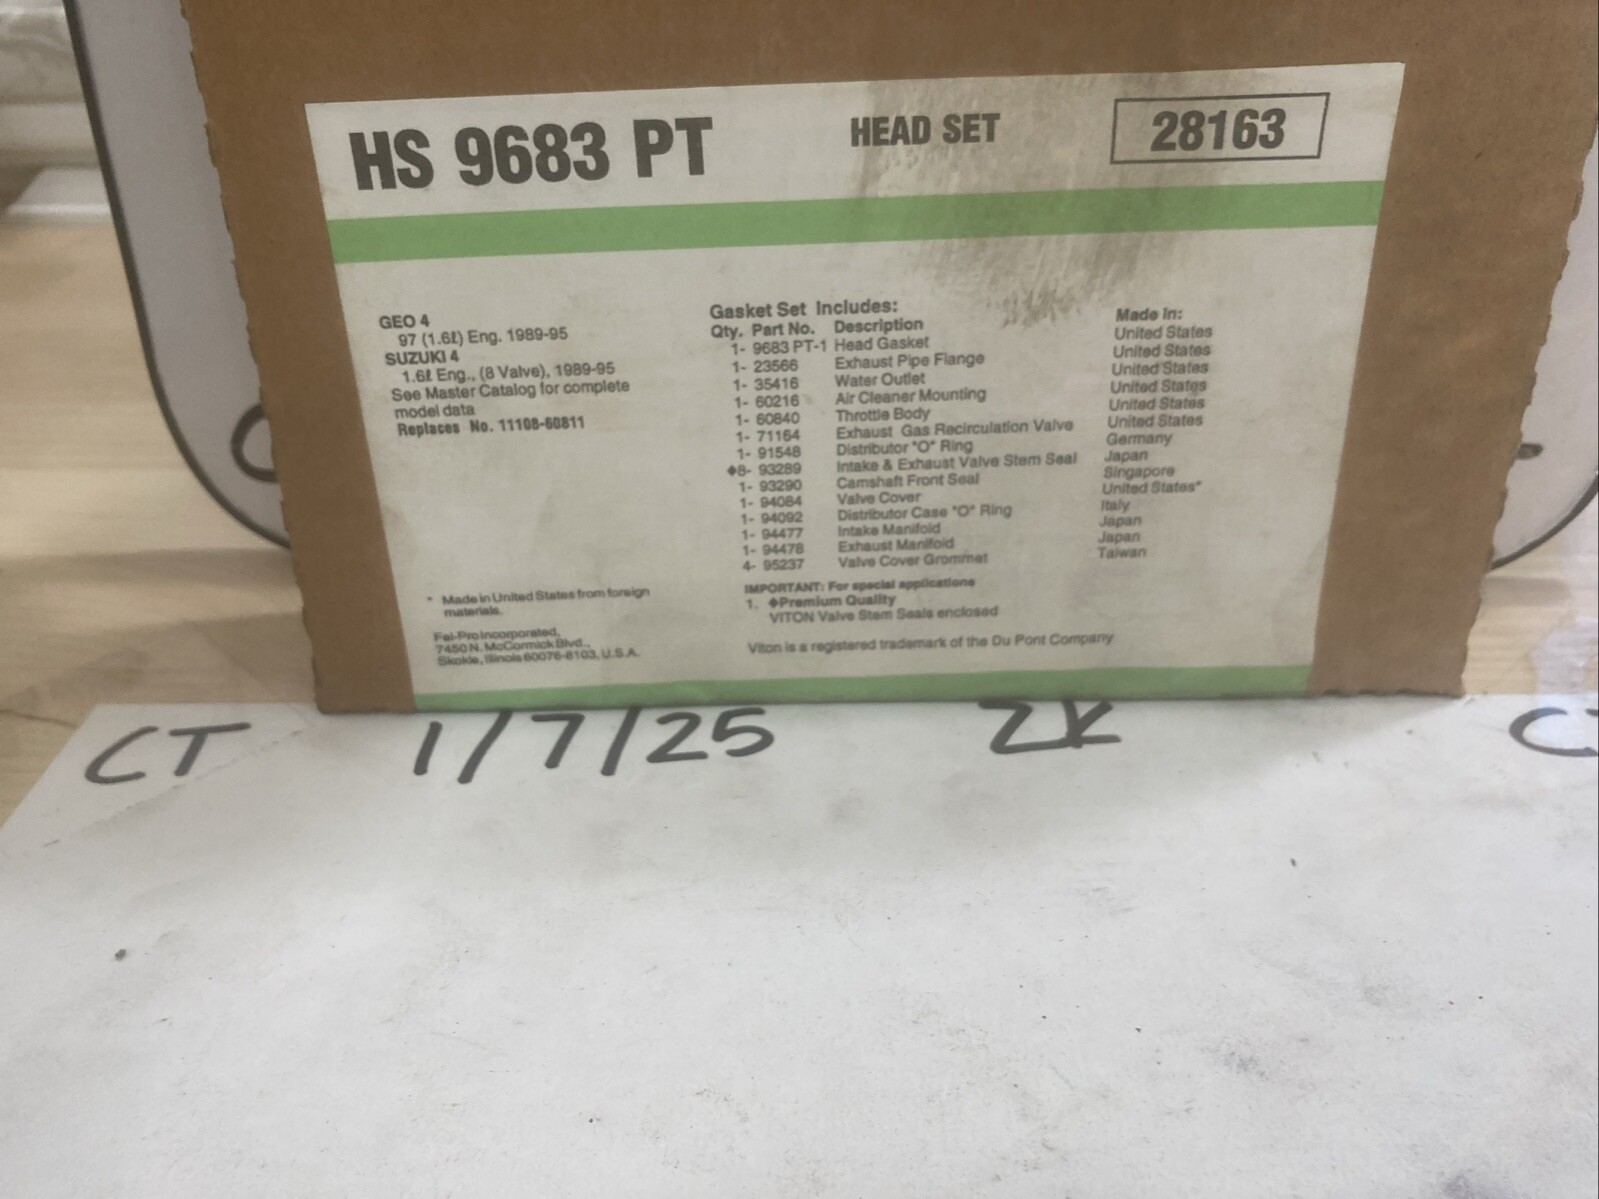 HS 9683 PT HEAD SET 28163
GEO 4
97 (1.6ℓ) Eng. 1989-95
SUZUKI 4
1.6ℓ Eng., (8 Valve), 1989-95
See Master Catalog for complete
model data
Replaces No. 11108-60811
Gasket Set Includes: Made In:
Qty. Part No. Description
1- 9683 PT-1 Head Gasket United States
1- 23566 Exhaust Pipe Flange United States
1- 35416 Water Outlet United States
1- 60216 Air Cleaner Mounting United States
1- 60840 Throttle Body United States
1- 71164 Exhaust Gas Recirculation Valve United States
1- 91548 Distributor "O" Ring Germany
◆8- 93289 Intake & Exhaust Valve Stem Seal Japan
1- 93290 Camshaft Front Seal Singapore
1- 94084 Valve Cover United States*
1- 94092 Distributor Case "O" Ring Italy
1- 94477 Intake Manifold Japan
1- 94478 Exhaust Manifold Japan
4- 95237 Valve Cover Grommet Taiwan
* Made in United States from foreign
materials.
Fel-Pro Incorporated,
7450 N. McCormick Blvd.,
Skokie, Illinois 60076-8103, U.S.A.
IMPORTANT: For special applications
1. ◆Premium Quality
VITON Valve Stem Seals enclosed
Viton is a registered trademark of the Du Pont Company
CT 1/7/25 ZK